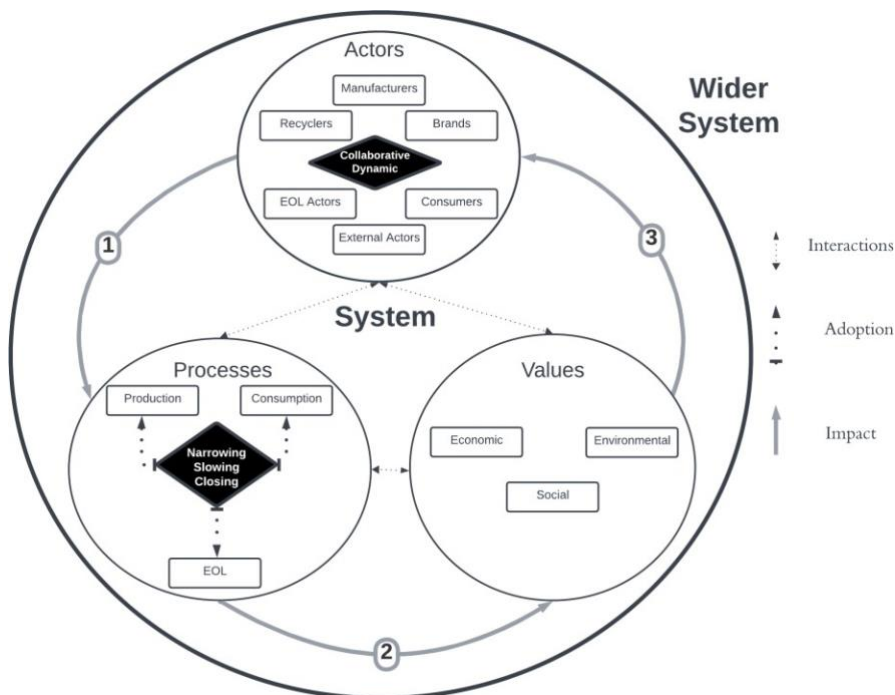 Actors
Manufacturers
Recyclers
Brands
Collaborative
Dynamic
EOL Actors
Consumers
External Actors
Wider
System
1
3
Interactions
System
Adoption
Processes
Production
Consumption
Narrowing
Slowing
Closing
EOL
Values
Economic
Environmental
Social
Impact
2